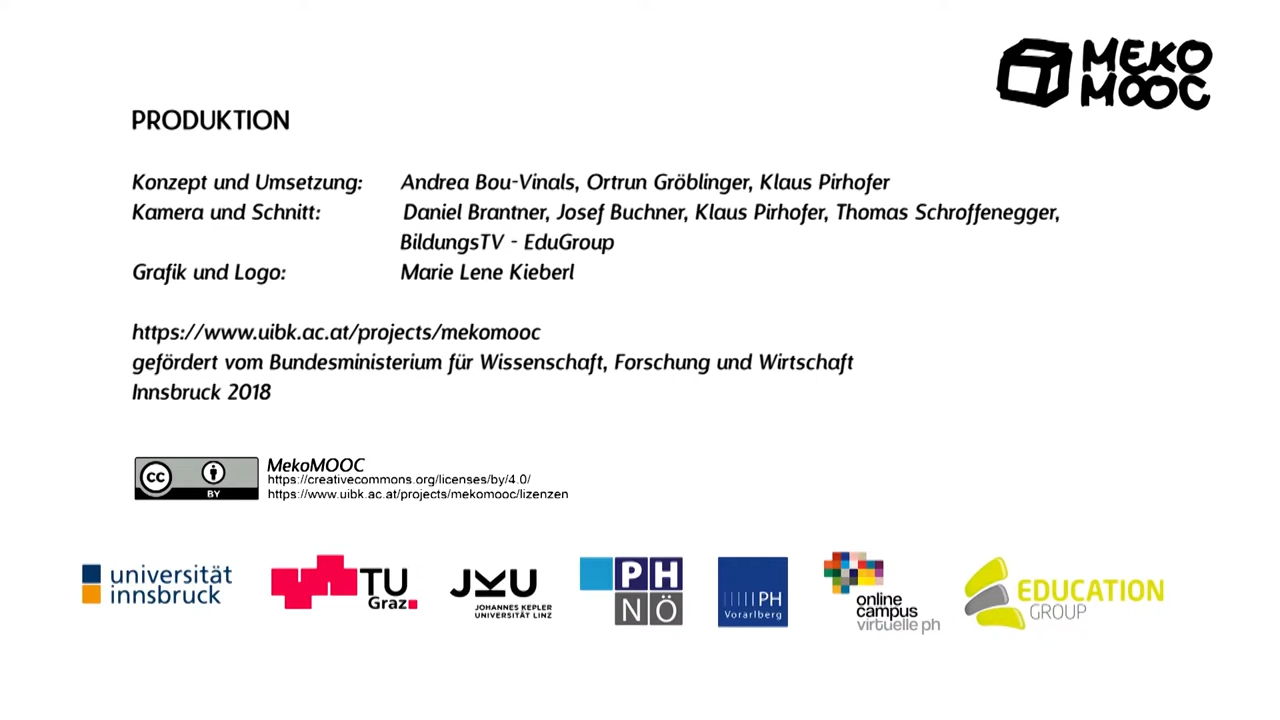 MEKO
MOOC
PRODUKTION
Konzept und Umsetzung: Andrea Bou-Vinals, Ortrun Gröblinger, Klaus Pirhofer
Kamera und Schnitt: Daniel Brantner, Josef Buchner, Klaus Pirhofer, Thomas Schroffenegger,
BildungsTV - EduGroup
Grafik und Logo: Marie Lene Kieberl
https://www.uibk.ac.at/projects/mekomooc
gefördert vom Bundesministerium für Wissenschaft, Forschung und Wirtschaft
Innsbruck 2018
cc BY
MekoMOOC
https://creativecommons.org/licenses/by/4.0/
https://www.uibk.ac.at/projects/mekomooc/lizenzen
universität
innsbruck
TU
Graz
JKU
JOHANNES KEPLER
UNIVERSITÄT LINZ
PH
NÖ
PH
Vorarlberg
online
campus
virtuelle ph
EDUCATION
GROUP